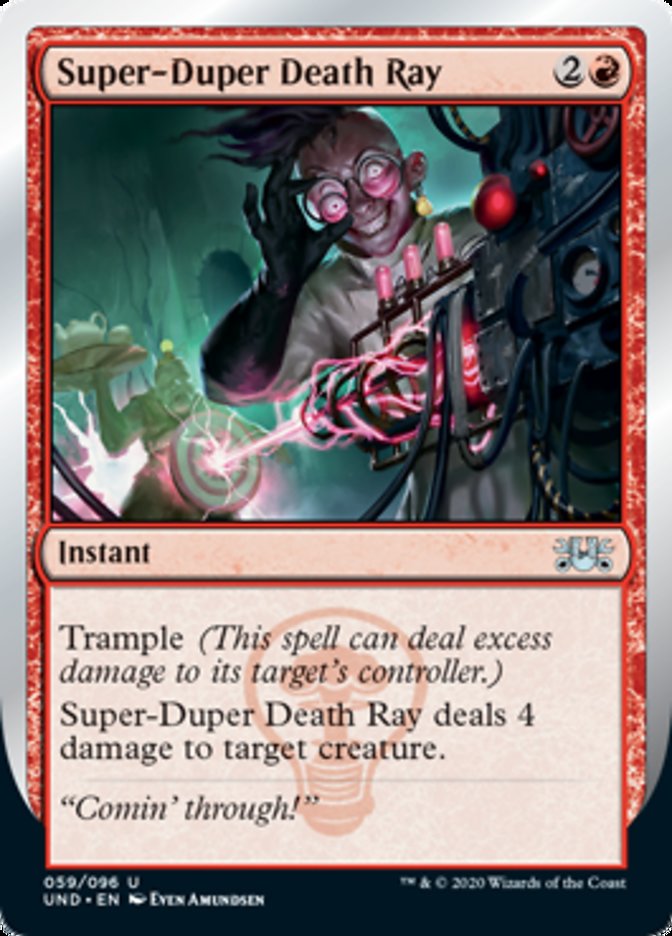 Super-Duper Death Ray 2
Instant
Trample (This spell can deal excess
damage to its target's controller.)
Super-Duper Death Ray deals 4
damage to target creature.
"Comin' through!"
059/096 U
UND • EN Even Amundsen
™ & © 2020 Wizards of the Coast